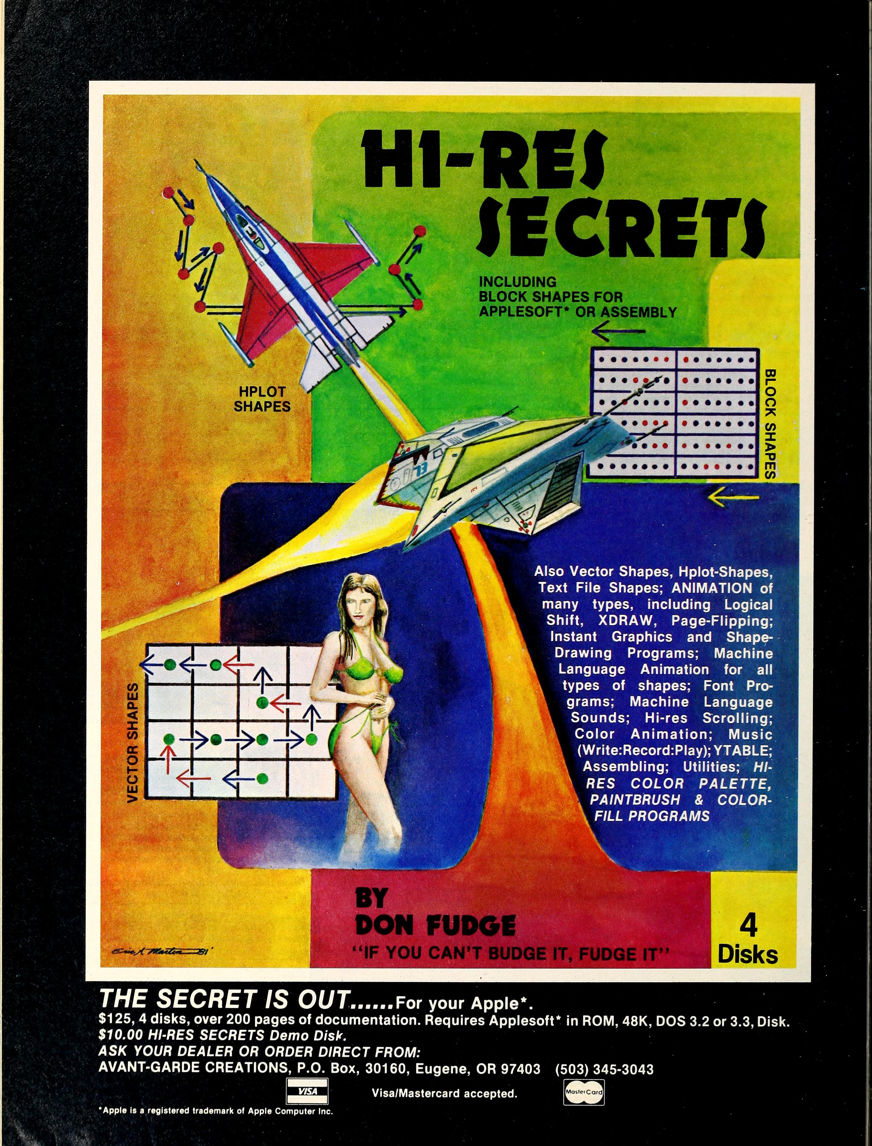 HI-RES
SECRETS
INCLUDING
BLOCK SHAPES FOR
APPLESOFT* OR ASSEMBLY
HPLOT
SHAPES
BLOCK SHAPES
73
Also Vector Shapes, Hplot-Shapes,
Text File Shapes; ANIMATION of
many types, including Logical
Shift, XDRAW, Page-Flipping;
Instant Graphics and Shape-
Drawing Programs; Machine
Language Animation for all
types of shapes; Font Pro-
grams; Machine Language
Sounds; Hi-res Scrolling;
Color Animation; Music
(Write:Record:Play); YTABLE;
Assembling; Utilities; HI-
RES COLOR PALETTE,
PAINTBRUSH & COLOR-
FILL PROGRAMS
VECTOR SHAPES
BY
DON FUDGE
"IF YOU CAN'T BUDGE IT, FUDGE IT"
4
Disks
Eric A. Martin 81'
THE SECRET IS OUT......For your Apple*.
$125, 4 disks, over 200 pages of documentation. Requires Applesoft* in ROM, 48K, DOS 3.2 or 3.3, Disk.
$10.00 HI-RES SECRETS Demo Disk.
ASK YOUR DEALER OR ORDER DIRECT FROM:
AVANT-GARDE CREATIONS, P.O. Box, 30160, Eugene, OR 97403 (503) 345-3043
VISA Visa/Mastercard accepted. MasterCard
*Apple is a registered trademark of Apple Computer Inc.